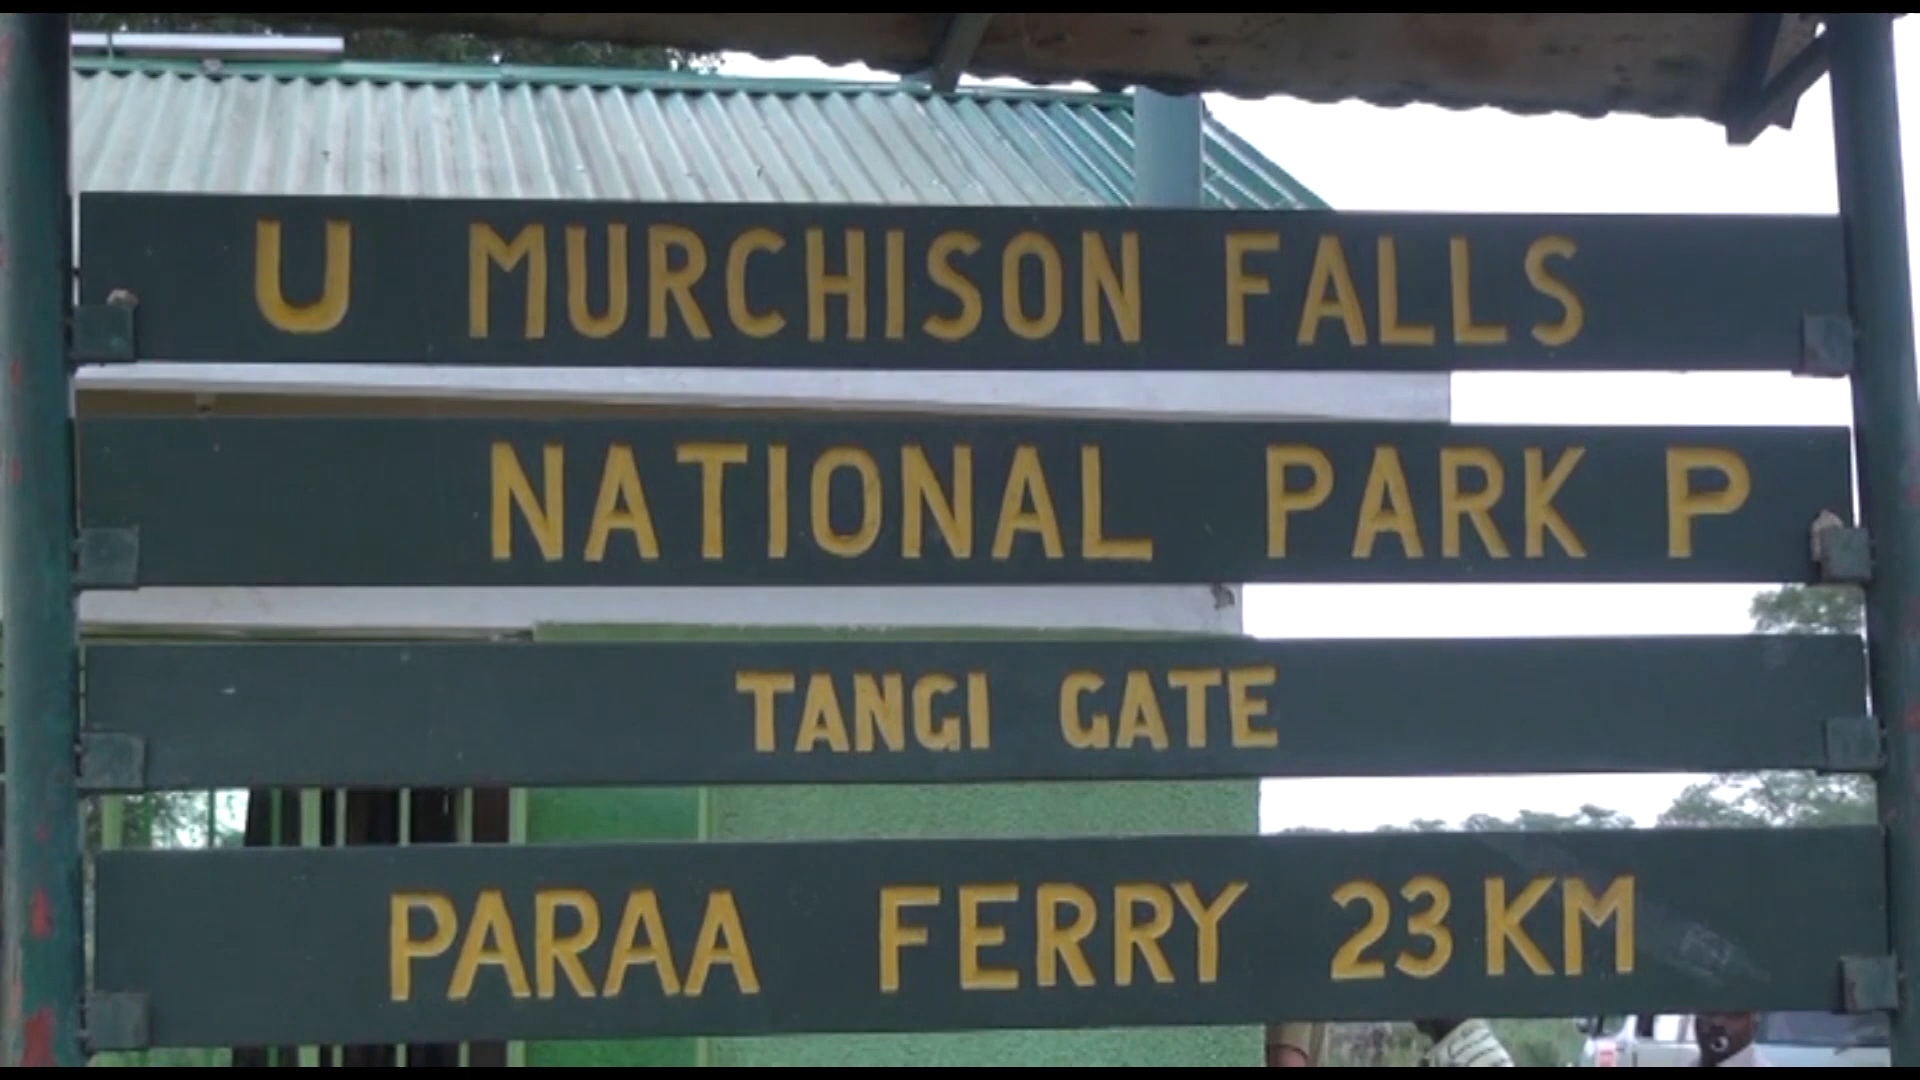 U MURCHISON FALLS
NATIONAL PARK P
TANGI GATE
PARAA FERRY 23 KM